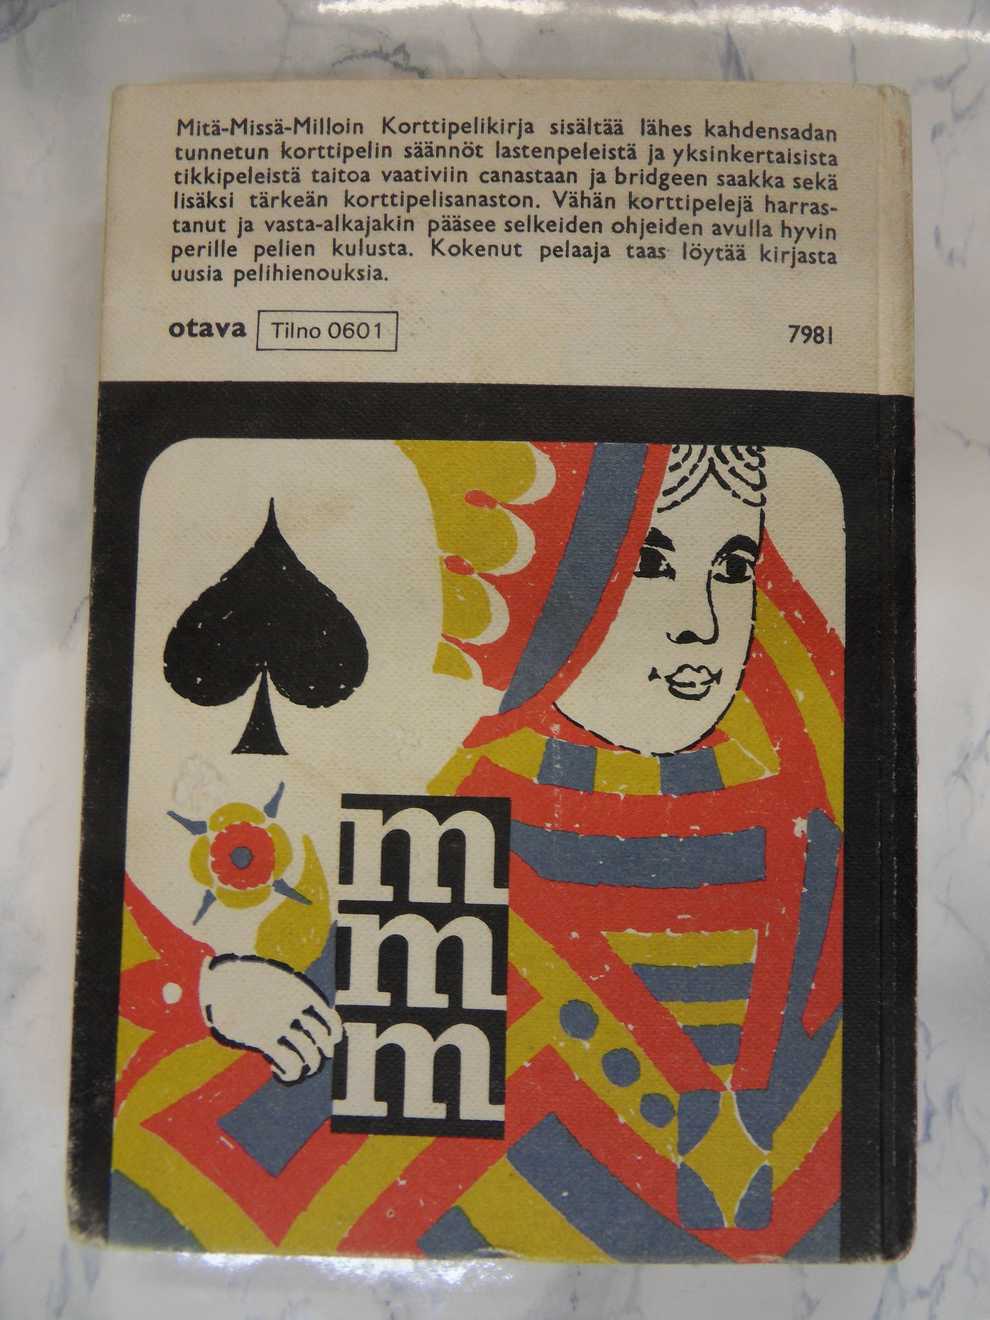 Mitä-Missä-Milloin Korttipelikirja sisältää lähes kahdensadan
tunnetun korttipelin säännöt lastenpeleistä ja yksinkertaisista
tikkipeleistä taitoa vaativiin canastaan ja bridgeen saakka sekä
lisäksi tärkeän korttipelisanaston. Vähän korttipelejä harras-
tanut ja vasta-alkajakin pääsee selkeiden ohjeiden avulla hyvin
perille pelien kulusta. Kokenut pelaaja taas löytää kirjasta
uusia pelihienouksia.
otava Tilno 0601 7981
m
m
m